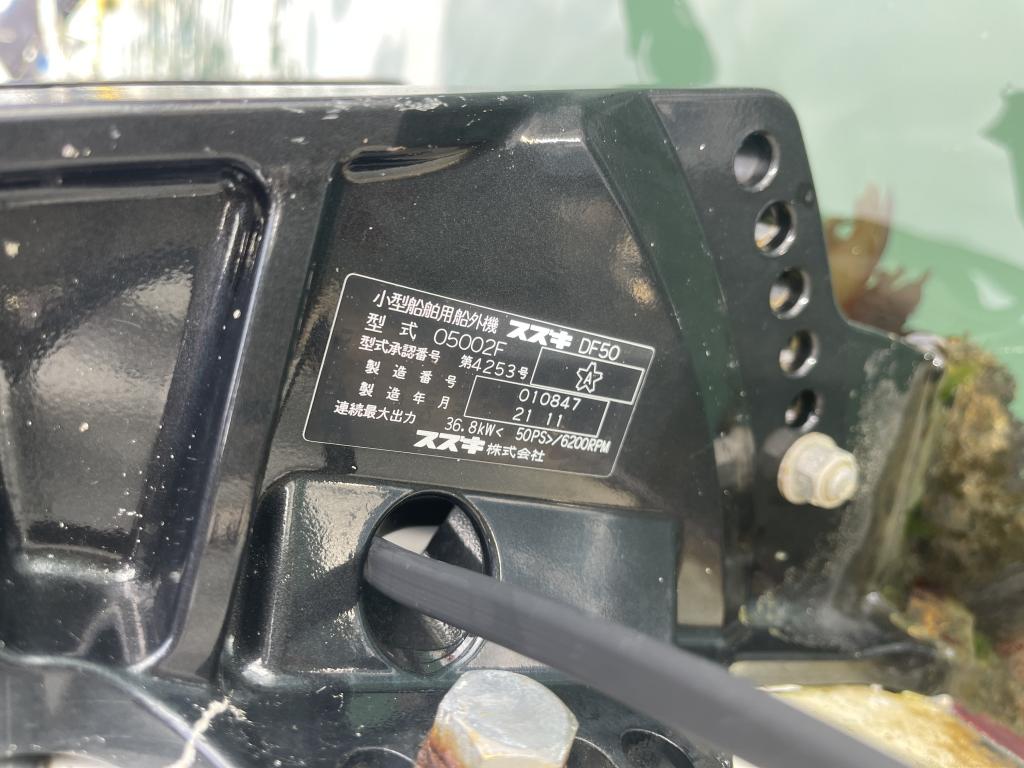 小型船舶用船外機 スズキ DF50
型式 05002F
型式承認番号 第4253号
製造番号 010847
製造年月 21 11
連続最大出力 36.8kW< 50PS>/6200RPM
スズキ株式会社